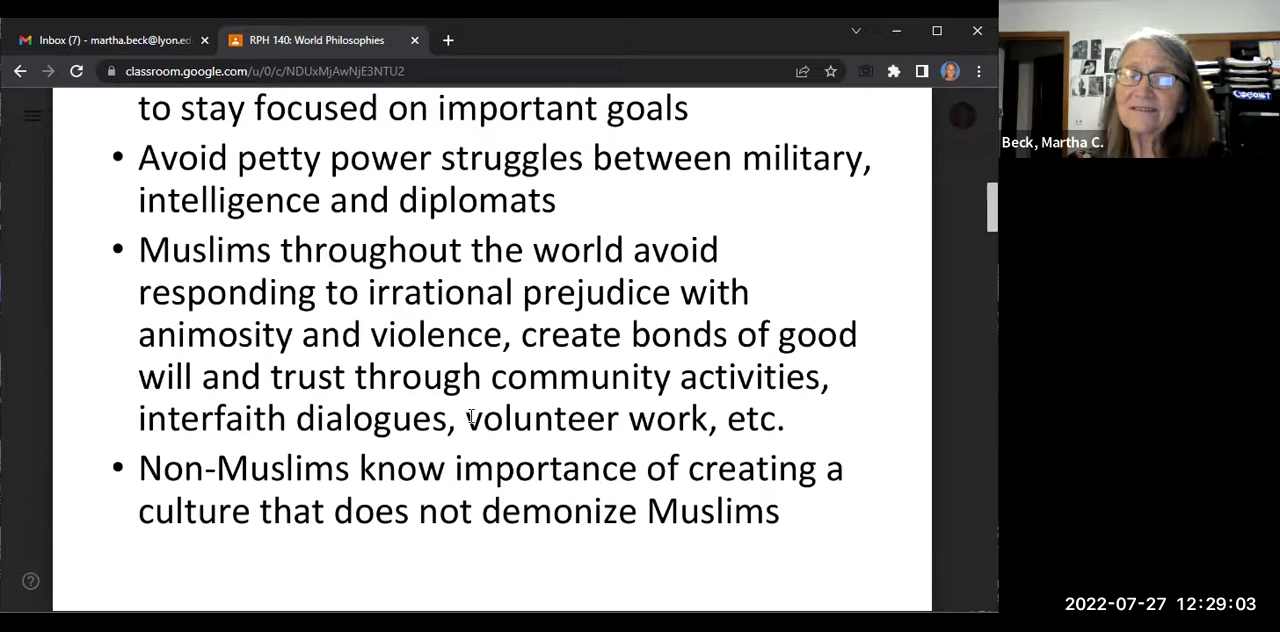 Inbox (7) - martha.beck@lyon.ed
RPH 140: World Philosophies
classroom.google.com/u/0/c/NDUxMjAwNjE3NTU2
to stay focused on important goals
• Avoid petty power struggles between military,
intelligence and diplomats
• Muslims throughout the world avoid
responding to irrational prejudice with
animosity and violence, create bonds of good
will and trust through community activities,
interfaith dialogues, volunteer work, etc.
• Non-Muslims know importance of creating a
culture that does not demonize Muslims
Beck, Martha C.
2022-07-27 12:29:03